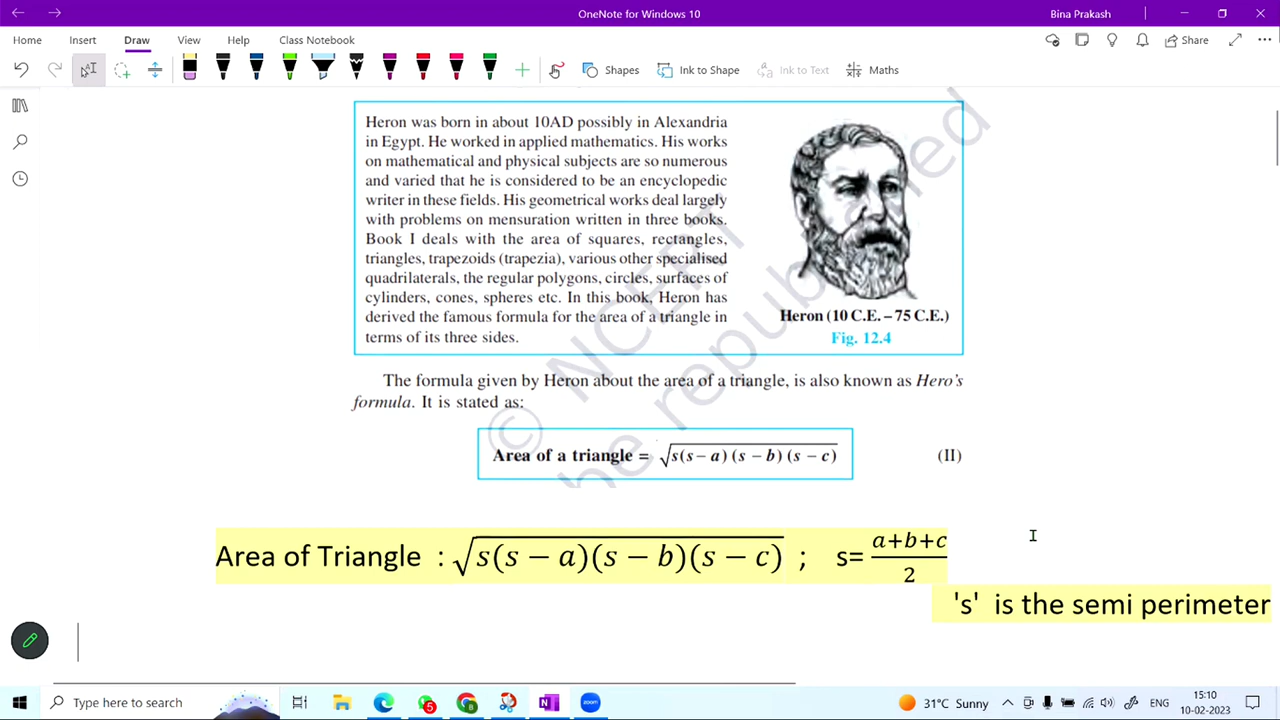 OneNote for Windows 10
Bina Prakash
Home Insert Draw View Help Class Notebook
Share
Shapes Ink to Shape Ink to Text Maths
Heron was born in about 10AD possibly in Alexandria
in Egypt. He worked in applied mathematics. His works
on mathematical and physical subjects are so numerous
and varied that he is considered to be an encyclopedic
writer in these fields. His geometrical works deal largely
with problems on mensuration written in three books.
Book I deals with the area of squares, rectangles,
triangles, trapezoids (trapezia), various other specialised
quadrilaterals, the regular polygons, circles, surfaces of
cylinders, cones, spheres etc. In this book, Heron has
derived the famous formula for the area of a triangle in
terms of its three sides.
Heron (10 C.E. – 75 C.E.)
Fig. 12.4
The formula given by Heron about the area of a triangle, is also known as Hero's
formula. It is stated as:
Area of a triangle = √s(s – a) (s – b) (s – c) (II)
Area of Triangle : √s(s − a)(s − b)(s − c) ; s= a+b+c
2
's' is the semi perimeter
© NCERT
be republished
Type here to search
5
31°C Sunny
ENG
15:10
10-02-2023